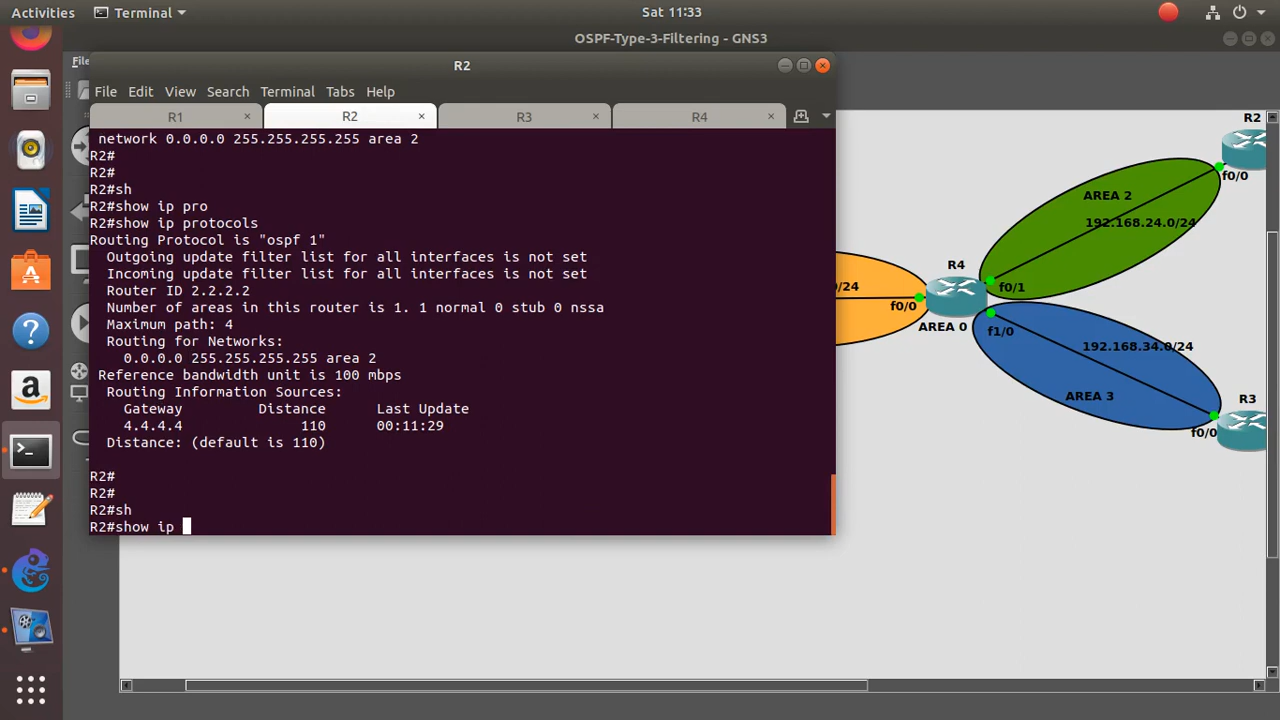 Activities Terminal Sat 11:33
OSPF-Type-3-Filtering - GNS3
R2
File
File Edit View Search Terminal Tabs Help
R1 × R2 × R3 × R4 ×
network 0.0.0.0 255.255.255.255 area 2
R2#
R2#
R2#sh
R2#show ip pro
R2#show ip protocols
Routing Protocol is "ospf 1"
Outgoing update filter list for all interfaces is not set
Incoming update filter list for all interfaces is not set
Router ID 2.2.2.2
Number of areas in this router is 1. 1 normal 0 stub 0 nssa
Maximum path: 4
Routing for Networks:
0.0.0.0 255.255.255.255 area 2
Reference bandwidth unit is 100 mbps
Routing Information Sources:
Gateway Distance Last Update
4.4.4.4 110 00:11:29
Distance: (default is 110)
R2#
R2#
R2#sh
R2#show ip
R2
f0/0
AREA 2
192.168.24.0/24
R4
f0/1
0/24
f0/0
AREA 0
f1/0
192.168.34.0/24
AREA 3
R3
f0/0